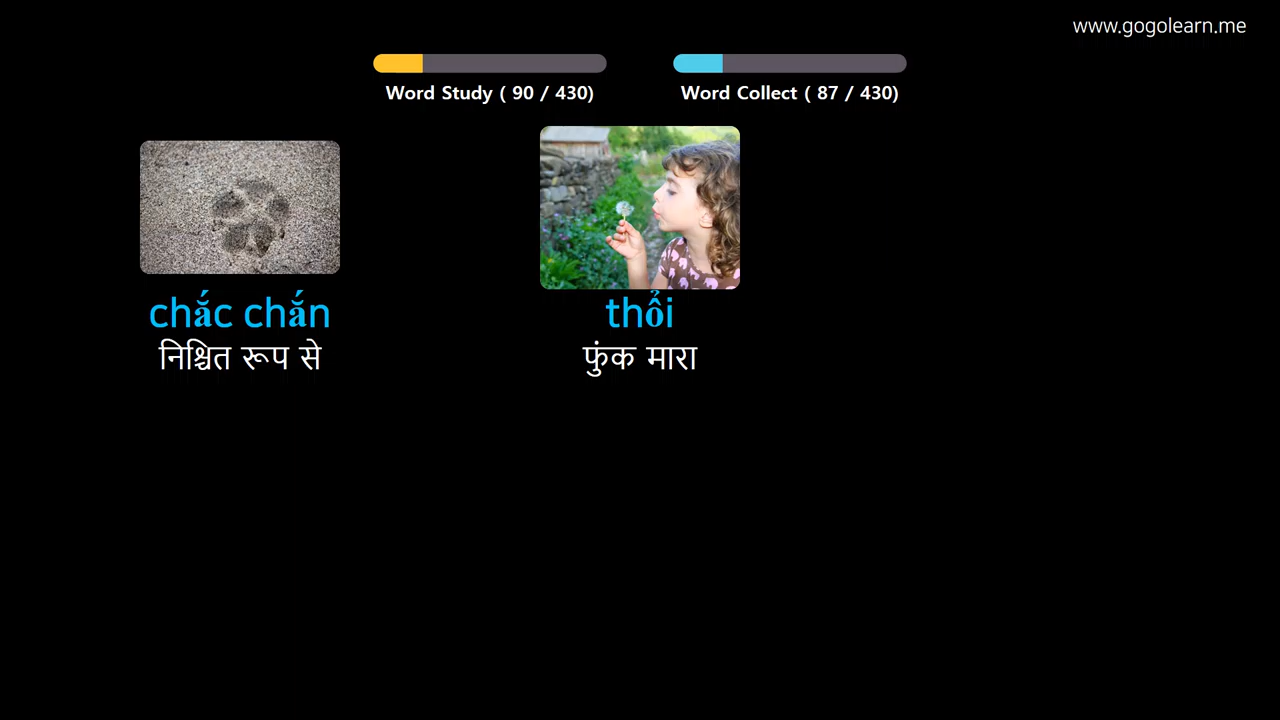 www.gogolearn.me
Word Study ( 90 / 430)
Word Collect ( 87 / 430)
chắc chắn
निश्चित रूप से
thổi
फुंक मारा